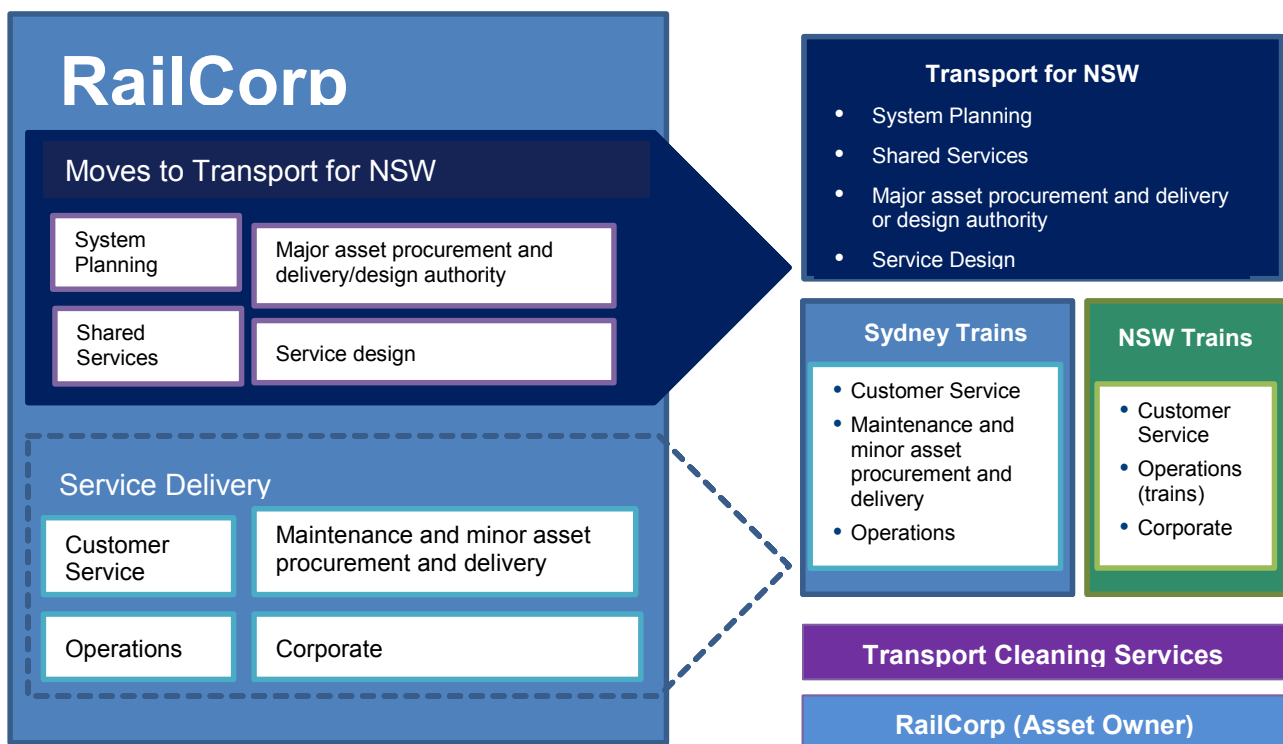 RailCorp
Moves to Transport for NSW
System
Planning
Major asset procurement and
delivery/design authority
Shared
Services
Service design
Service Delivery
Customer
Service
Maintenance and minor asset
procurement and delivery
Operations
Corporate
Transport for NSW
• System Planning
• Shared Services
• Major asset procurement and delivery
or design authority
• Service Design
Sydney Trains
• Customer Service
• Maintenance and
minor asset
procurement and
delivery
• Operations
NSW Trains
• Customer
Service
• Operations
(trains)
• Corporate
Transport Cleaning Services
RailCorp (Asset Owner)